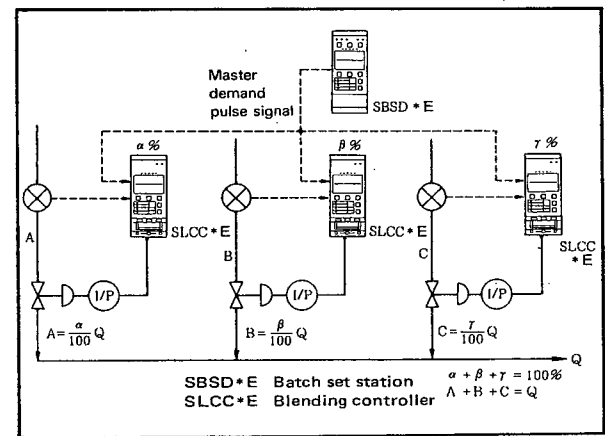 Master
demand
pulse signal
SBSD*E
α%
β%
γ%
SLCC*E
SLCC*E
SLCC
*E
A
B
C
I/P
I/P
I/P
A=α/100 Q
B=β/100 Q
C=γ/100 Q
Q
SBSD*E Batch set station
SLCC*E Blending controller
α+β+γ=100%
A+B+C=Q